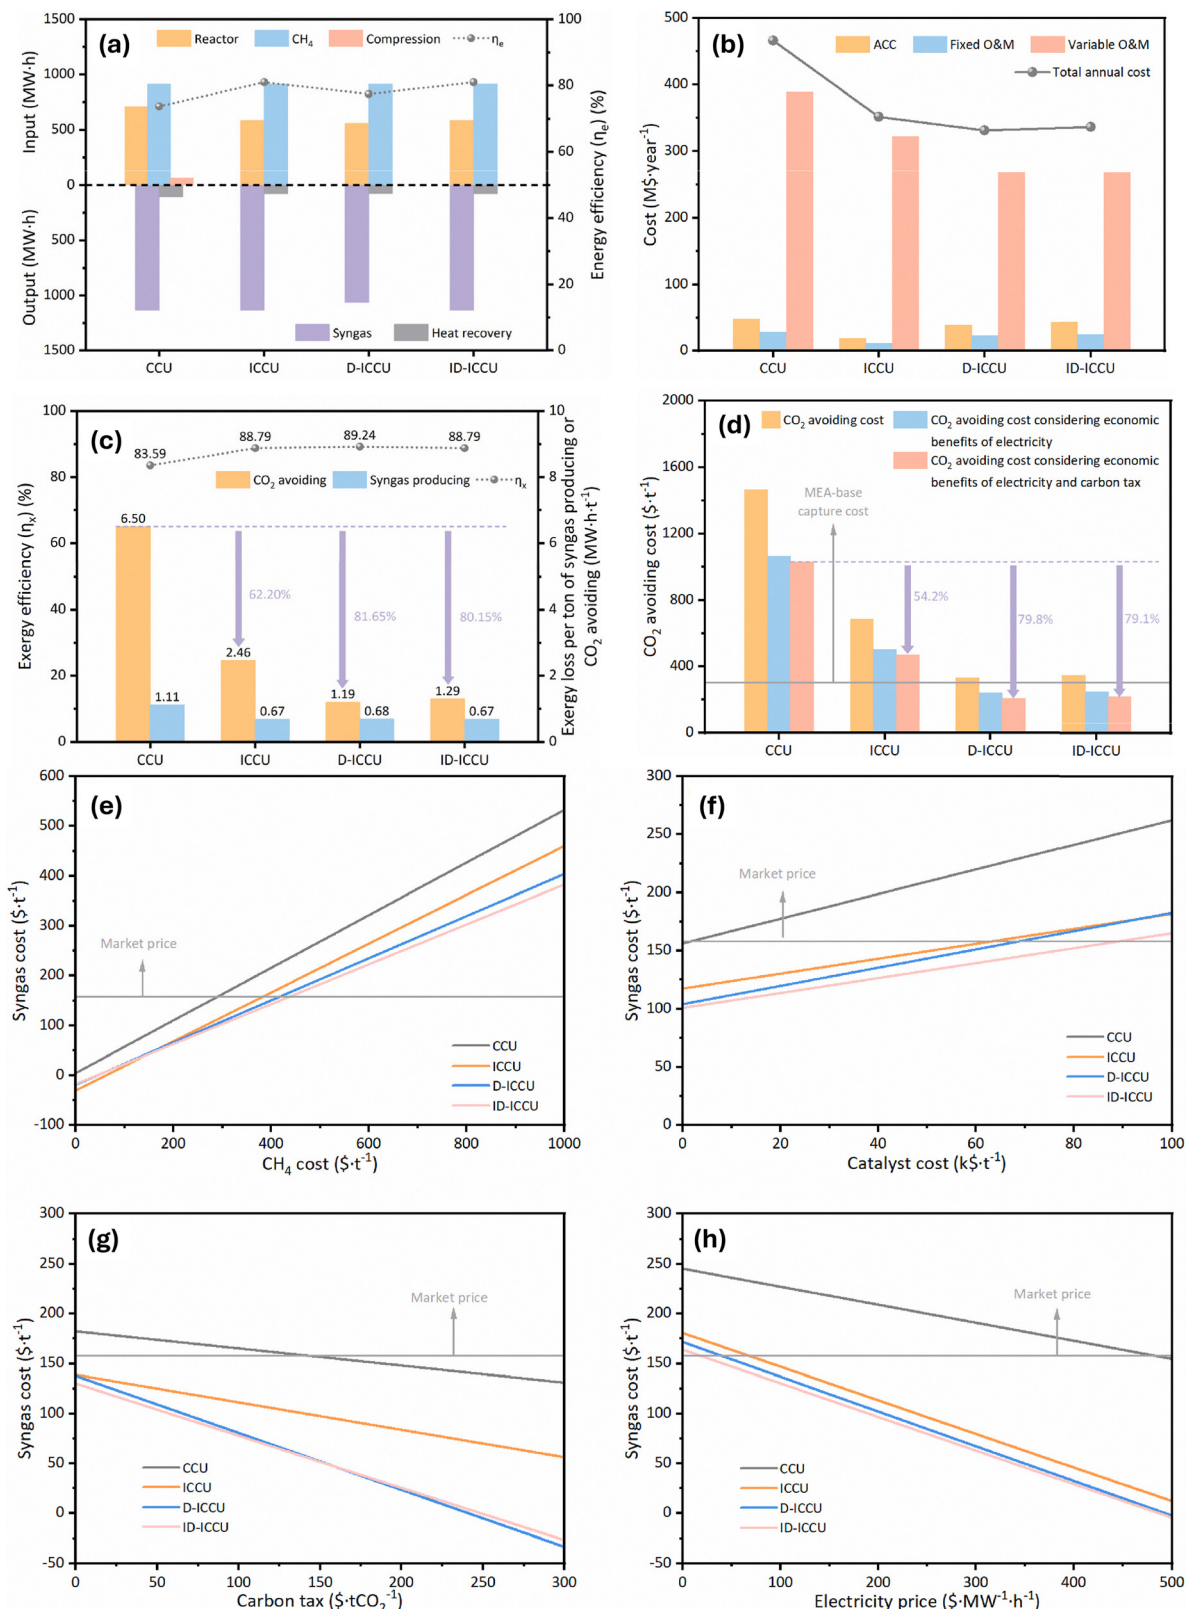 (a)
Reactor CH4 Compression ηe
Input (MW·h)
Output (MW·h)
1500
1000
500
0
500
1000
1500
100
80
60
40
20
0
Energy efficiency (ηe) (%)
Syngas Heat recovery
CCU ICCU D-ICCU ID-ICCU
(b)
ACC Fixed O&M Variable O&M
Total annual cost
Cost (M$·year-1)
500
400
300
200
100
0
CCU ICCU D-ICCU ID-ICCU
(c)
CO2 avoiding Syngas producing ηx
Exergy efficiency (ηx) (%)
100
80
60
40
20
0
10
8
6
4
2
0
Exergy loss per ton of syngas producing or
CO2 avoiding (MW·h·t-1)
83.59 88.79 89.24 88.79
6.50
62.20% 81.65% 80.15%
2.46 1.19 1.29
1.11 0.67 0.68 0.67
CCU ICCU D-ICCU ID-ICCU
(d)
CO2 avoiding cost
CO2 avoiding cost considering economic
benefits of electricity
CO2 avoiding cost considering economic
benefits of electricity and carbon tax
CO2 avoiding cost ($·t-1)
2000
1600
1200
800
400
0
MEA-base
capture cost
54.2% 79.8% 79.1%
CCU ICCU D-ICCU ID-ICCU
(e)
Syngas cost ($·t-1)
600
500
400
300
200
100
0
-100
Market price
CCU
ICCU
D-ICCU
ID-ICCU
0 200 400 600 800 1000
CH4 cost ($·t-1)
(f)
Syngas cost ($·t-1)
300
250
200
150
100
50
0
Market price
CCU
ICCU
D-ICCU
ID-ICCU
0 20 40 60 80 100
Catalyst cost (k$·t-1)
(g)
Syngas cost ($·t-1)
300
250
200
150
100
50
0
-50
Market price
CCU
ICCU
D-ICCU
ID-ICCU
0 50 100 150 200 250 300
Carbon tax ($·tCO2-1)
(h)
Syngas cost ($·t-1)
300
250
200
150
100
50
0
-50
Market price
CCU
ICCU
D-ICCU
ID-ICCU
0 100 200 300 400 500
Electricity price ($·MW-1·h-1)